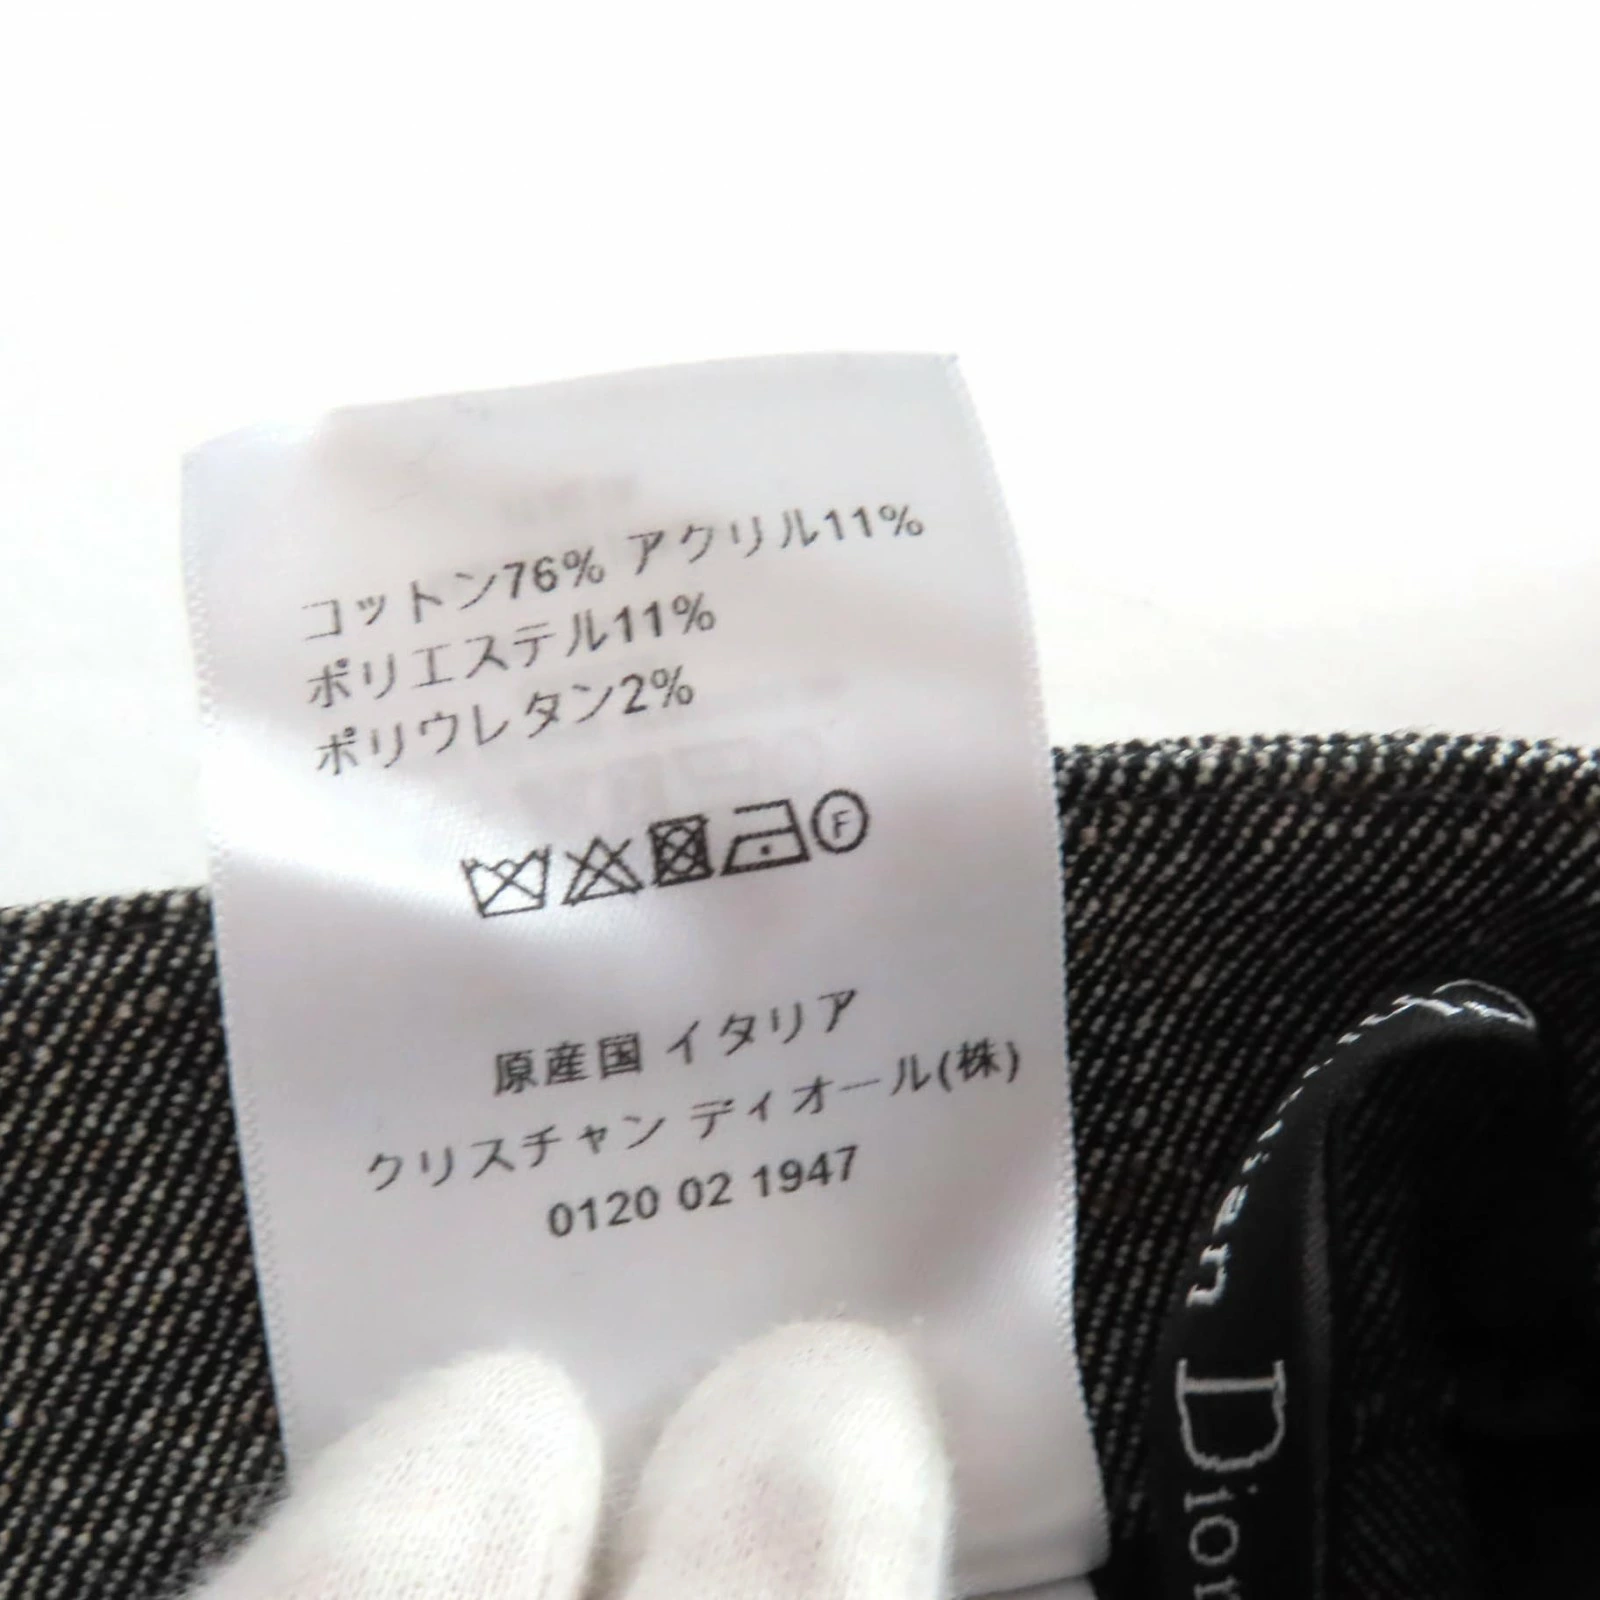 コットン76% アクリル11%
ポリエステル11%
ポリウレタン2%
F
原産国 イタリア
クリスチャン ディオール(株)
0120 02 1947
Dior